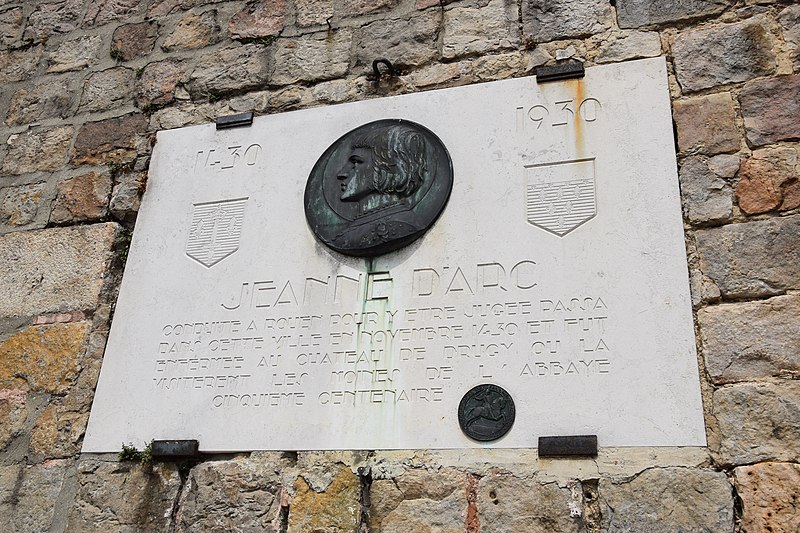 1430
1930
JEANNE D'ARC
CONDUITE A ROUEN POUR Y ETRE JUGEE PASSA
DANS CETTE VILLE EN NOVEMBRE 1430 ET FUT
ENFERMEE AU CHATEAU DE DRUGY OU LA
VISITERENT LES MOINES DE L'ABBAYE
CINQUIEME CENTENAIRE